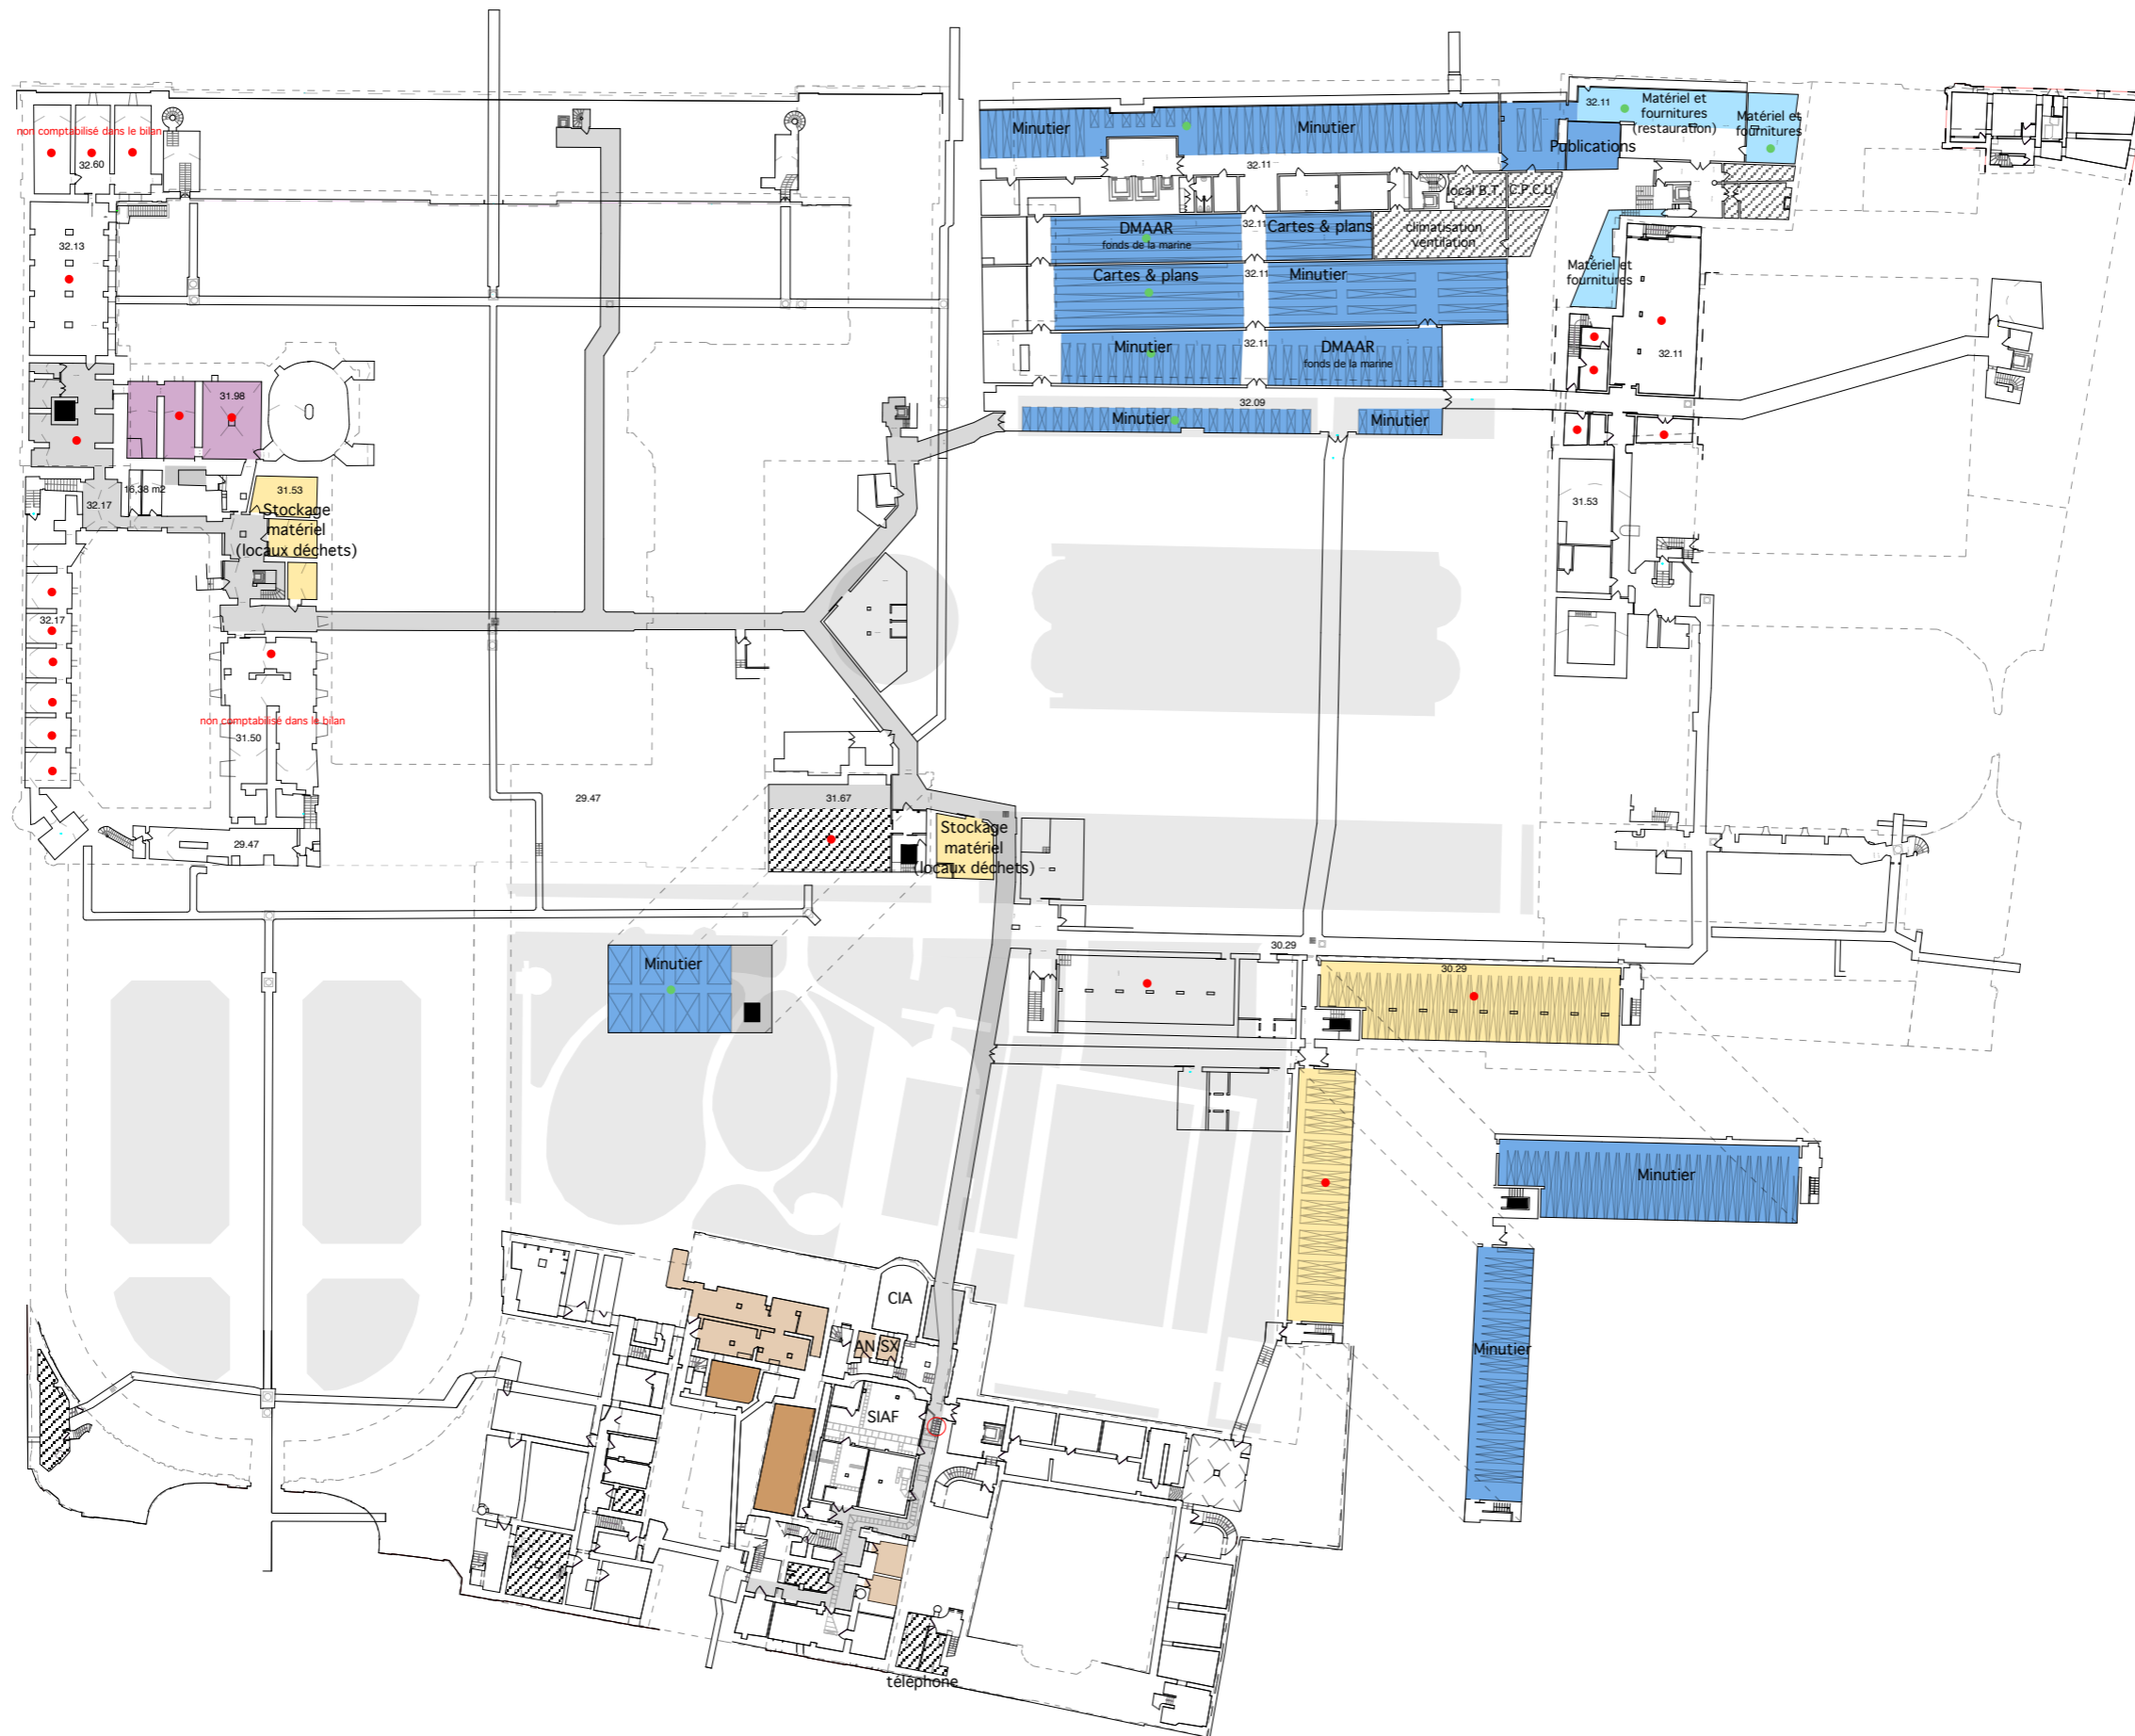 non comptabilisé dans le bilan
32.60
32.13
31.98
32.17
16,38 m2
31.53
Stockage
matériel
(locaux déchets)
32.17
non comptabilisé dans le bilan
31.50
29.47
29.47
31.67
Stockage
matériel
(locaux déchets)
Minutier
Minutier
Minutier
32.11
32.11
Matériel et
fournitures
(restauration)
Matériel et
fournitures
Publications
local B.T.
C.P.C.U.
DMAAR
fonds de la marine
32.11
Cartes & plans
climatisation
ventilation
Cartes & plans
32.11
Minutier
Matériel et
fournitures
Minutier
32.11
DMAAR
fonds de la marine
32.11
32.09
Minutier
Minutier
31.53
30.29
30.29
Minutier
Minutier
CIA
AN
SX
SIAF
téléphone